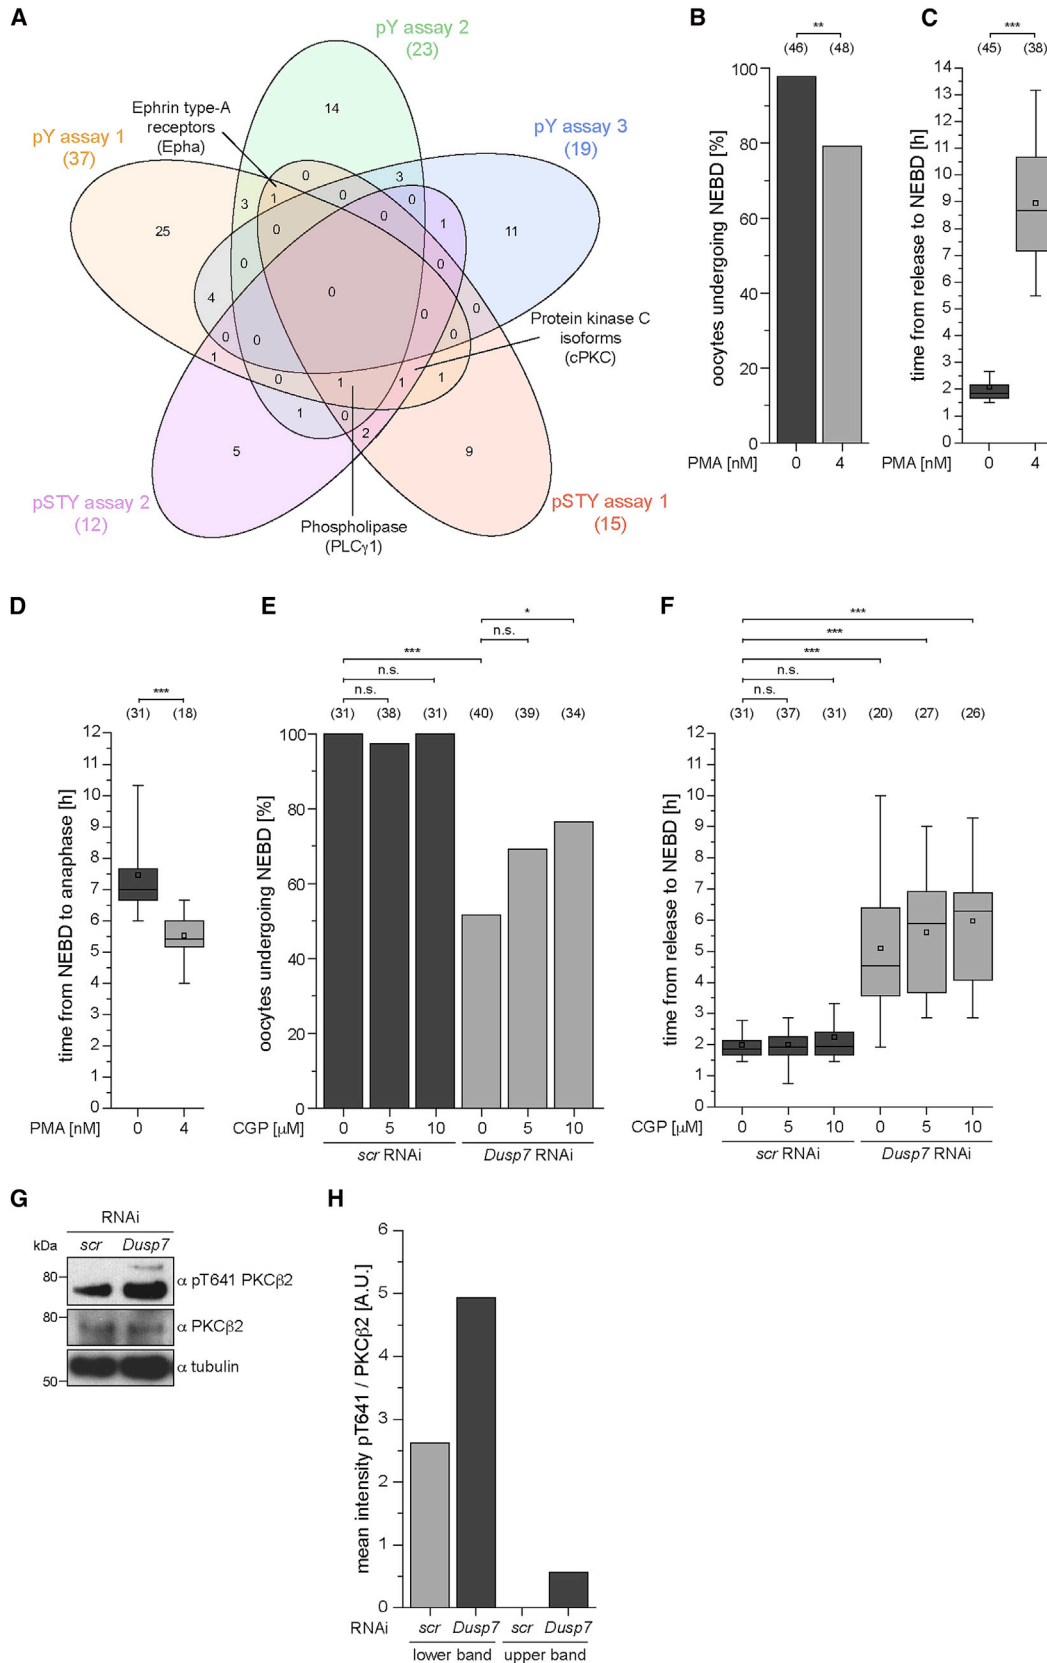 A
pY assay 2
(23)
Ephrin type-A
receptors
(Epha)
pY assay 1
(37)
pY assay 3
(19)
14
0
3
3
1
0
0
0
1
25
0
11
0
0
0
4
0
0
0
0
0
0
1
0
1
1
1
1
0
2
5
9
Protein kinase C
isoforms
(cPKC)
pSTY assay 2
(12)
pSTY assay 1
(15)
Phospholipase
(PLCγ1)
B
**
(46) (48)
oocytes undergoing NEBD [%]
100
80
60
40
20
0
PMA [nM] 0 4
C
***
(45) (38)
time from release to NEBD [h]
14
13
12
11
10
9
8
7
6
5
4
3
2
1
0
PMA [nM] 0 4
D
***
(31) (18)
time from NEBD to anaphase [h]
12
11
10
9
8
7
6
5
4
3
2
1
0
PMA [nM] 0 4
E
*
n.s.
***
n.s.
n.s.
(31) (38) (31) (40) (39) (34)
oocytes undergoing NEBD [%]
100
80
60
40
20
0
CGP [μM] 0 5 10 0 5 10
scr RNAi Dusp7 RNAi
F
***
***
***
n.s.
n.s.
(31) (37) (31) (20) (27) (26)
time from release to NEBD [h]
12
11
10
9
8
7
6
5
4
3
2
1
0
CGP [μM] 0 5 10 0 5 10
scr RNAi Dusp7 RNAi
G
RNAi
kDa scr Dusp7
80
α pT641 PKCβ2
80
α PKCβ2
α tubulin
50
H
mean intensity pT641 / PKCβ2 [A.U.]
6
5
4
3
2
1
0
RNAi scr Dusp7 scr Dusp7
lower band upper band